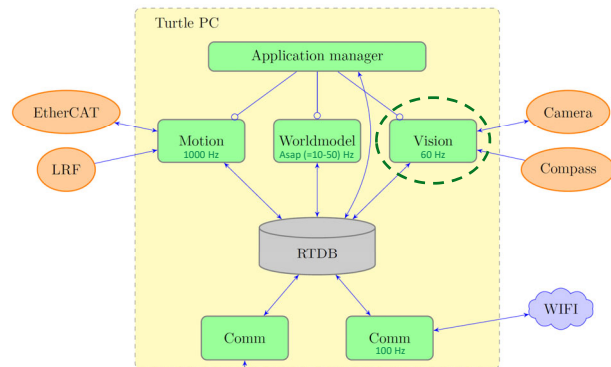 Turtle PC
Application manager
EtherCAT
Camera
Motion
1000 Hz
Worldmodel
Asap (=10-50) Hz
Vision
60 Hz
LRF
Compass
RTDB
WIFI
Comm
Comm
100 Hz